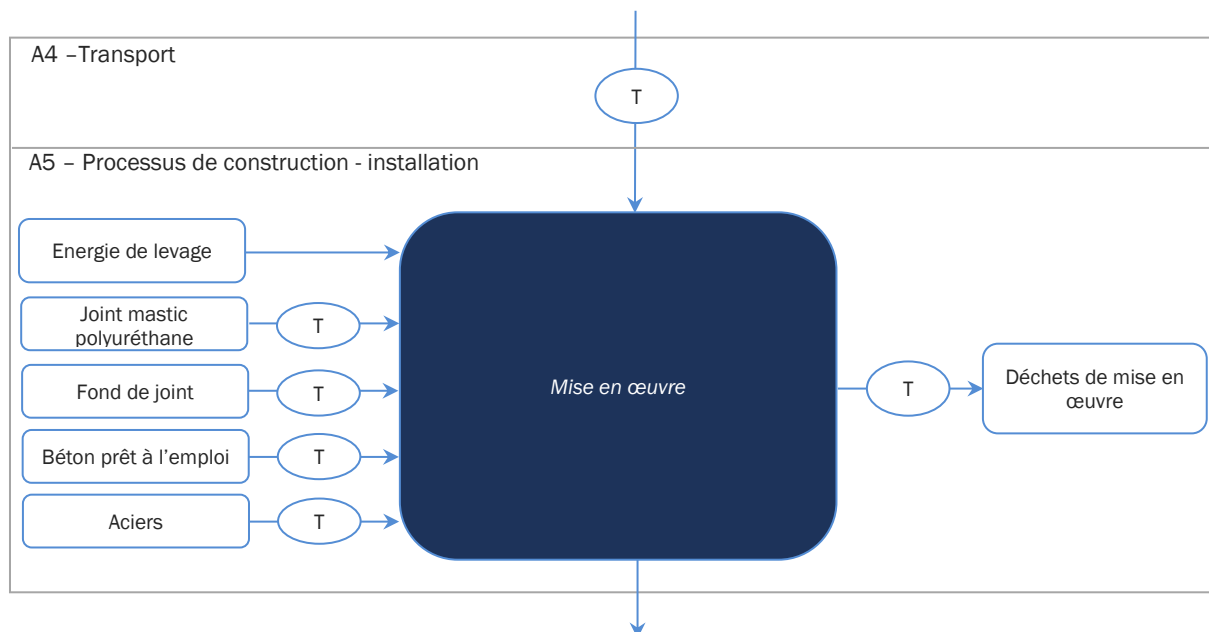 A4 –Transport
T
A5 – Processus de construction - installation
Energie de levage
Joint mastic
polyuréthane
T
Fond de joint
T
Béton prêt à l'emploi
T
Aciers
T
Mise en œuvre
T
Déchets de mise en
œuvre